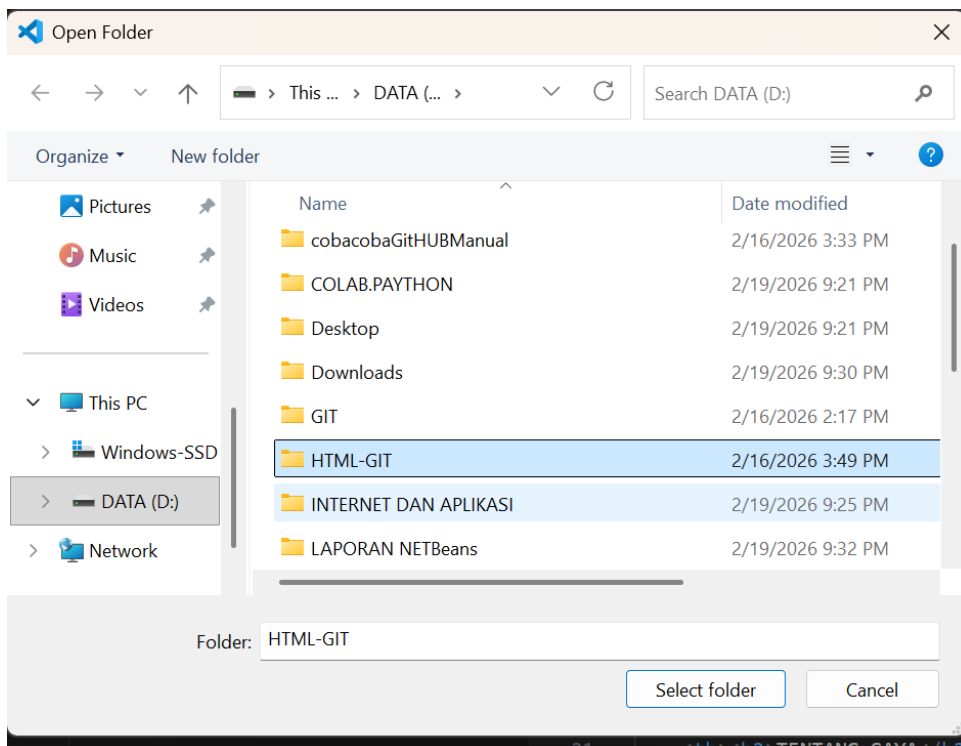 Open Folder
This ... > DATA (... >
Search DATA (D:)
Organize
New folder
?
Pictures
Music
Videos
This PC
Windows-SSD
DATA (D:)
Network
Name Date modified
cobacobaGitHUBManual 2/16/2026 3:33 PM
COLAB.PAYTHON 2/19/2026 9:21 PM
Desktop 2/19/2026 9:21 PM
Downloads 2/19/2026 9:30 PM
GIT 2/16/2026 2:17 PM
HTML-GIT 2/16/2026 3:49 PM
INTERNET DAN APLIKASI 2/19/2026 9:25 PM
LAPORAN NETBeans 2/19/2026 9:32 PM
Folder: HTML-GIT
Select folder Cancel